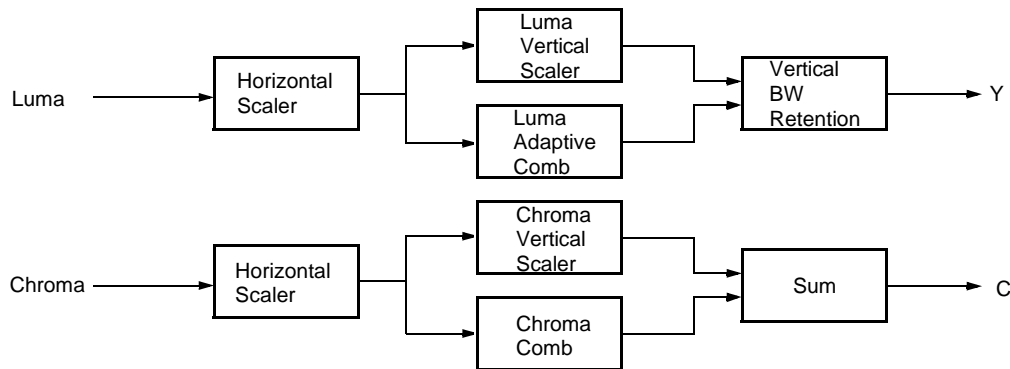 Luma
Horizontal
Scaler
Luma
Vertical
Scaler
Luma
Adaptive
Comb
Vertical
BW
Retention
Y
Chroma
Horizontal
Scaler
Chroma
Vertical
Scaler
Chroma
Comb
Sum
C